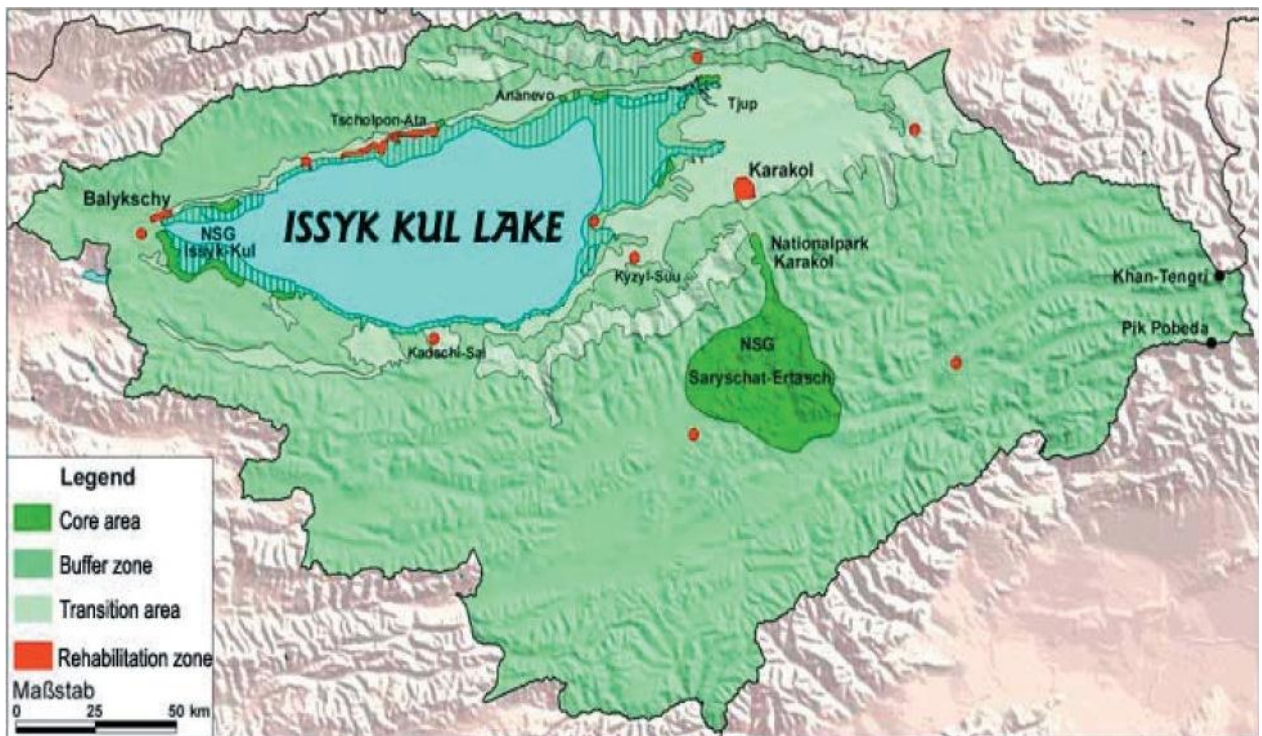 Ananevo
Tjup
Tscholpon-Ata
Karakol
Balykschy
ISSYK KUL LAKE
NSG
Issyk-Kul
Nationalpark
Karakol
Kyzyl-Suu
Khan-Tengri
Pik Pobeda
Kadschi-Sai
NSG
Saryschat-Ertasch
Legend
Core area
Buffer zone
Transition area
Rehabilitation zone
Maßstab
0 25 50 km